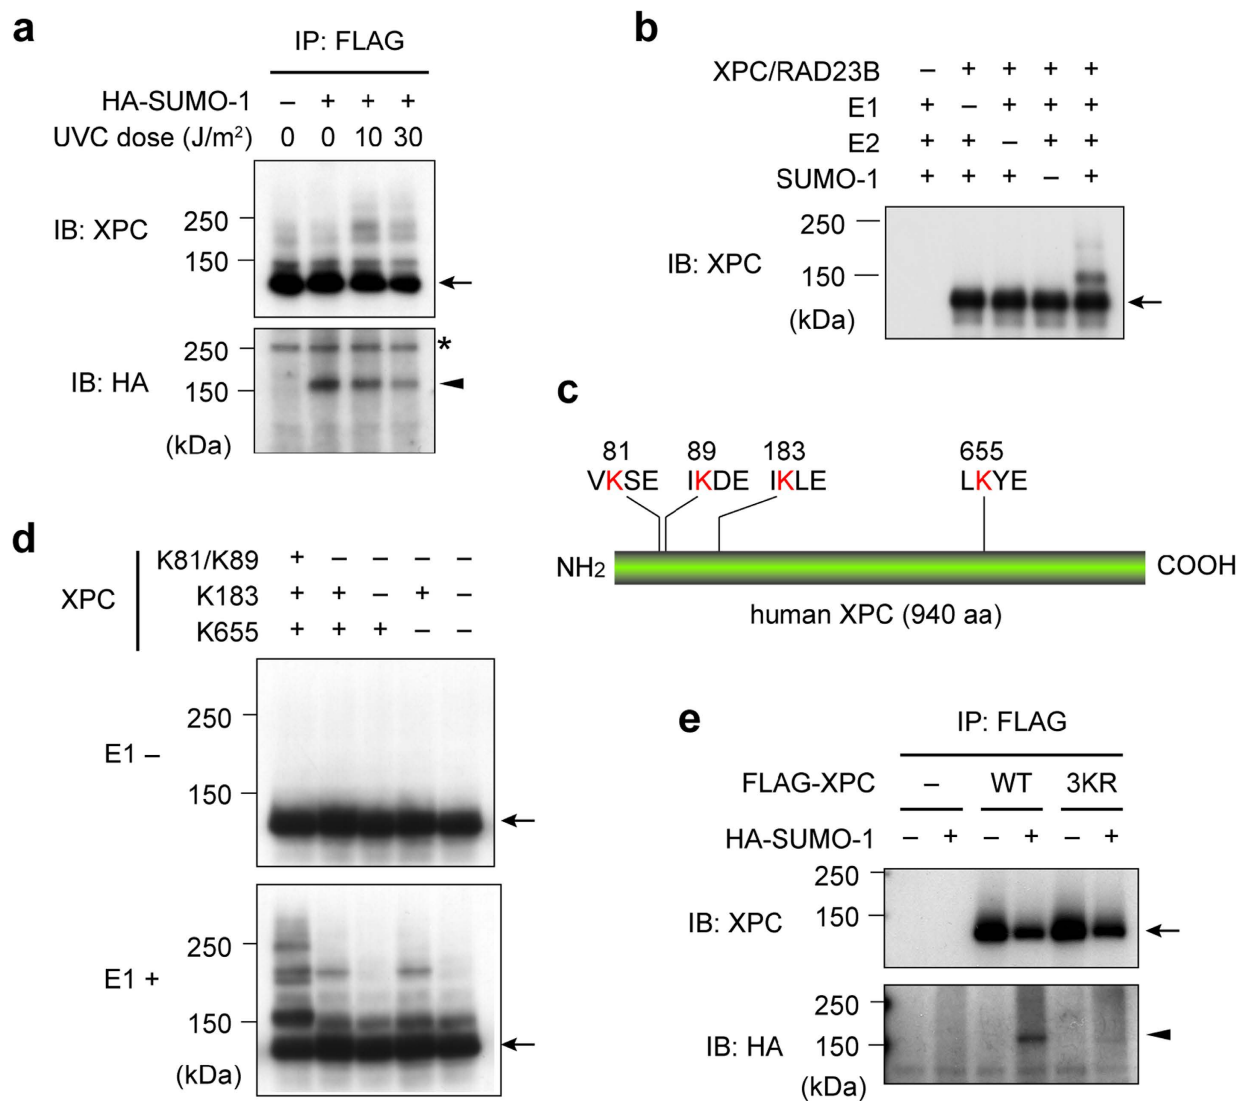 a
IP: FLAG
HA-SUMO-1 – + + +
UVC dose (J/m²) 0 0 10 30
IB: XPC
250
150
IB: HA
250
*
150
(kDa)
b
XPC/RAD23B – + + + +
E1 + – + + +
E2 + + – + +
SUMO-1 + + + – +
IB: XPC
250
150
(kDa)
c
81 89 183 655
VKSE IKDE IKLE LKYE
NH2 COOH
human XPC (940 aa)
d
XPC
K81/K89 + – – – –
K183 + + – + –
K655 + + + – –
E1 –
250
150
E1 +
250
150
(kDa)
e
IP: FLAG
FLAG-XPC – WT 3KR
HA-SUMO-1 – + – + – +
IB: XPC
250
150
IB: HA
250
150
(kDa)